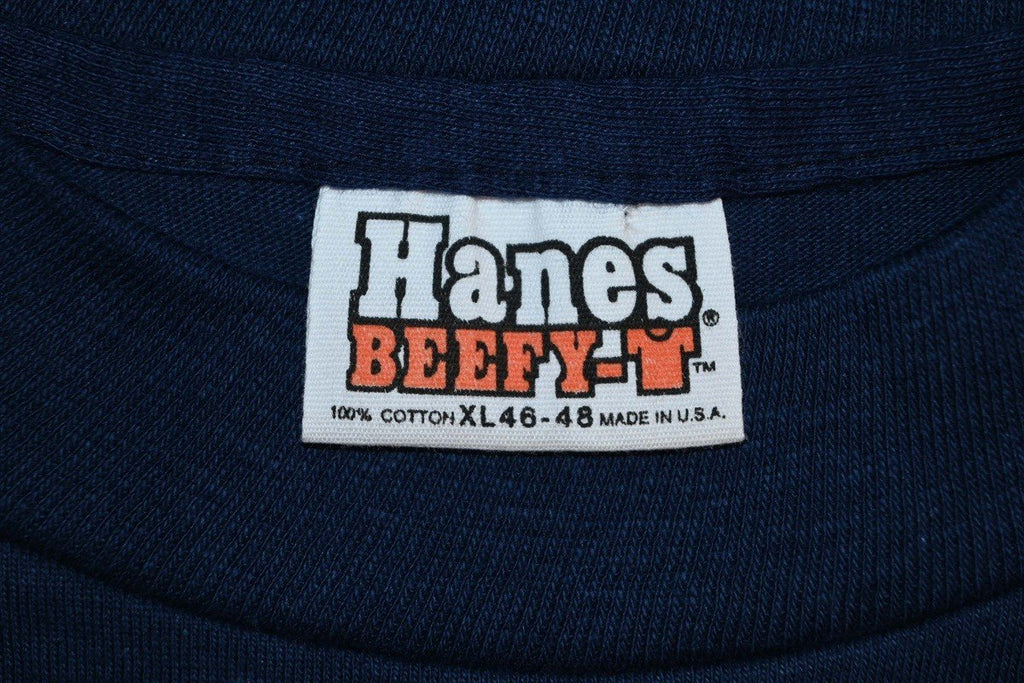 Hanes®
BEEFY-T™
100% COTTON XL 46-48 MADE IN U.S.A.